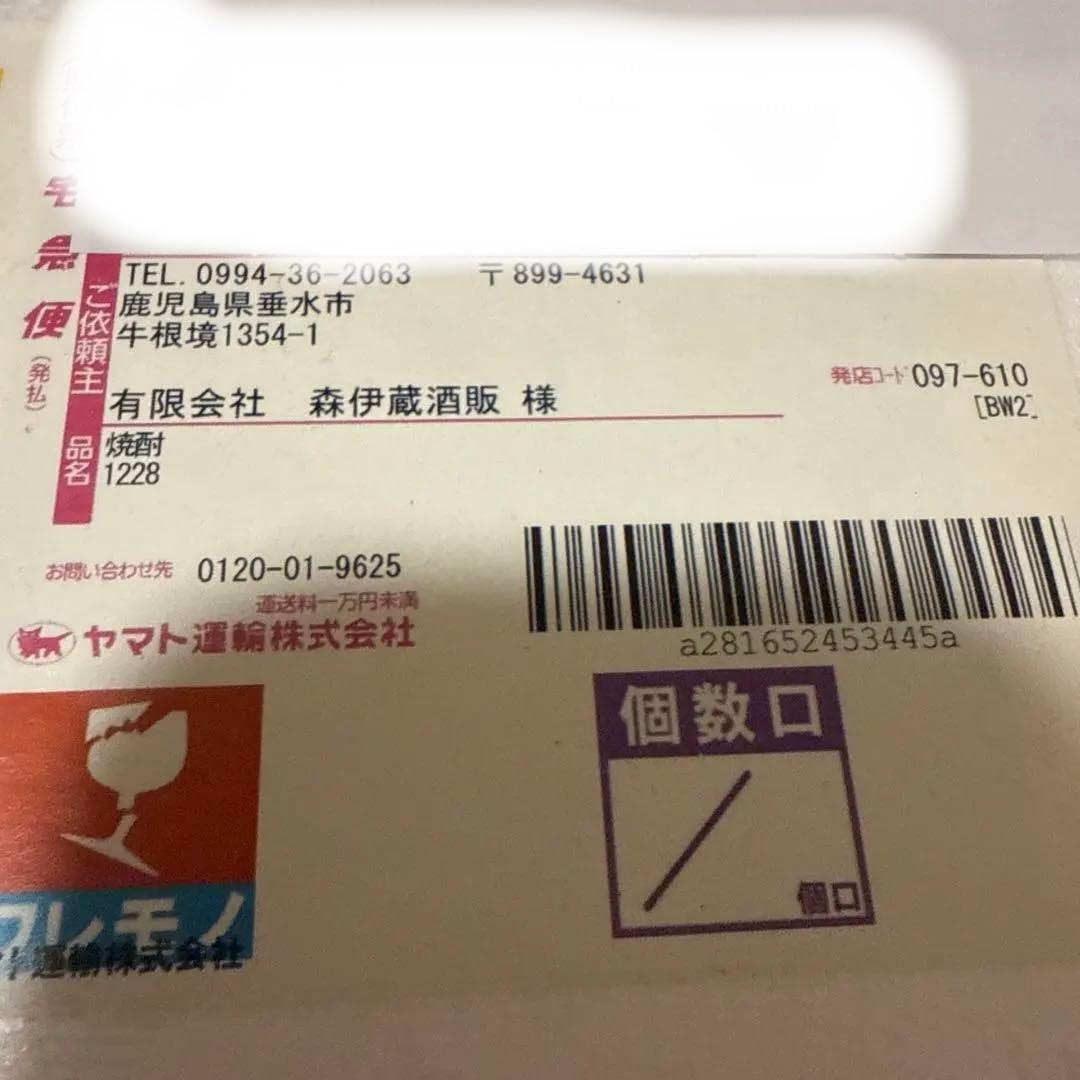 宅急便
(発払)
ご依頼主
TEL. 0994-36-2063 〒899-4631
鹿児島県垂水市
牛根境1354-1
発店コード 097-610
[BW2]
有限会社 森伊蔵酒販 様
品名
焼酎
1228
お問い合わせ先 0120-01-9625
運送料一万円未満
ヤマト運輸株式会社
a281652453445a
個数口
個口
ワレモノ
ト運輸株式会社